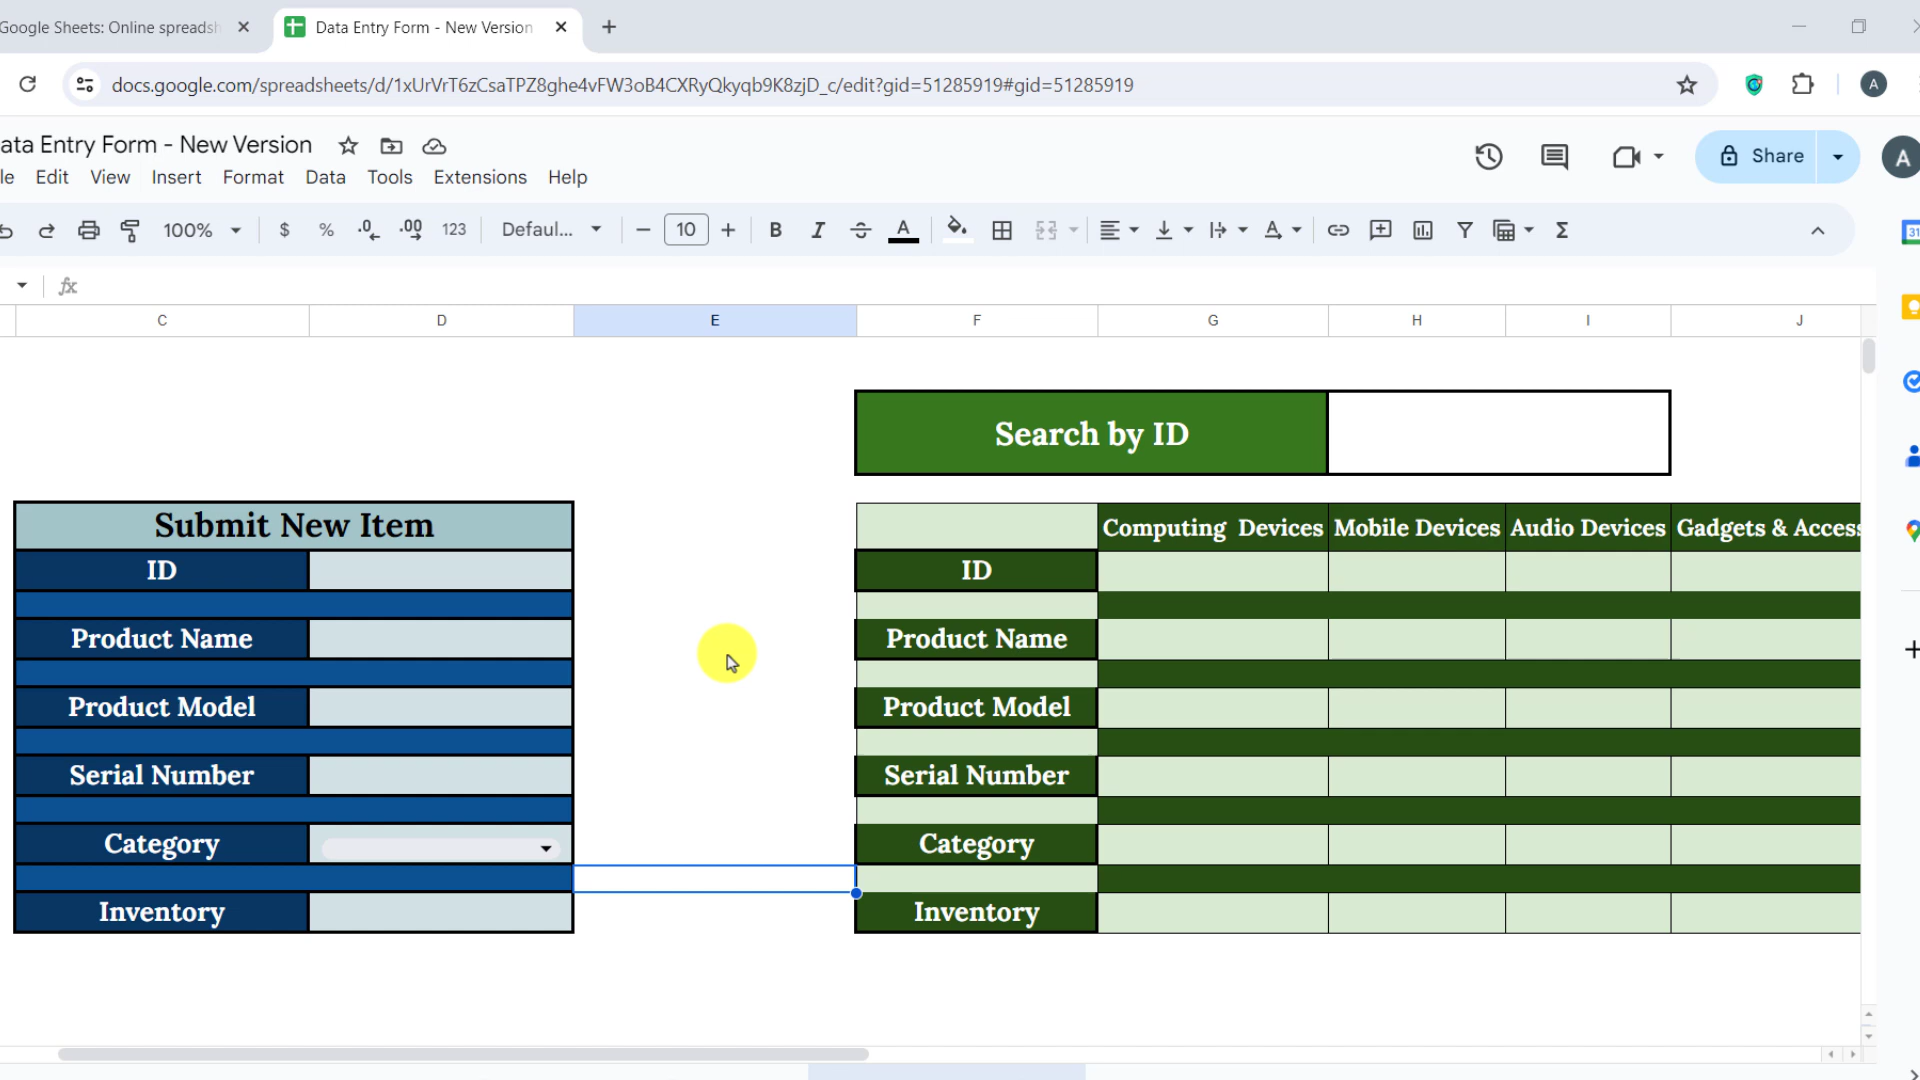 Google Sheets: Online spreadsh
Data Entry Form - New Version
docs.google.com/spreadsheets/d/1xUrVrT6zCsaTPZ8ghe4vFW3oB4CXRyQkyqb9K8zjD_c/edit?gid=51285919#gid=51285919
A
ata Entry Form - New Version
Share
A
le Edit View Insert Format Data Tools Extensions Help
100% $ % .0 .00 123 Defaul... 10 B I A A Σ
31
fx
C D E F G H I J
Search by ID
Submit New Item
Computing Devices Mobile Devices Audio Devices Gadgets & Access
ID ID
Product Name Product Name
Product Model Product Model
Serial Number Serial Number
Category Category
Inventory Inventory